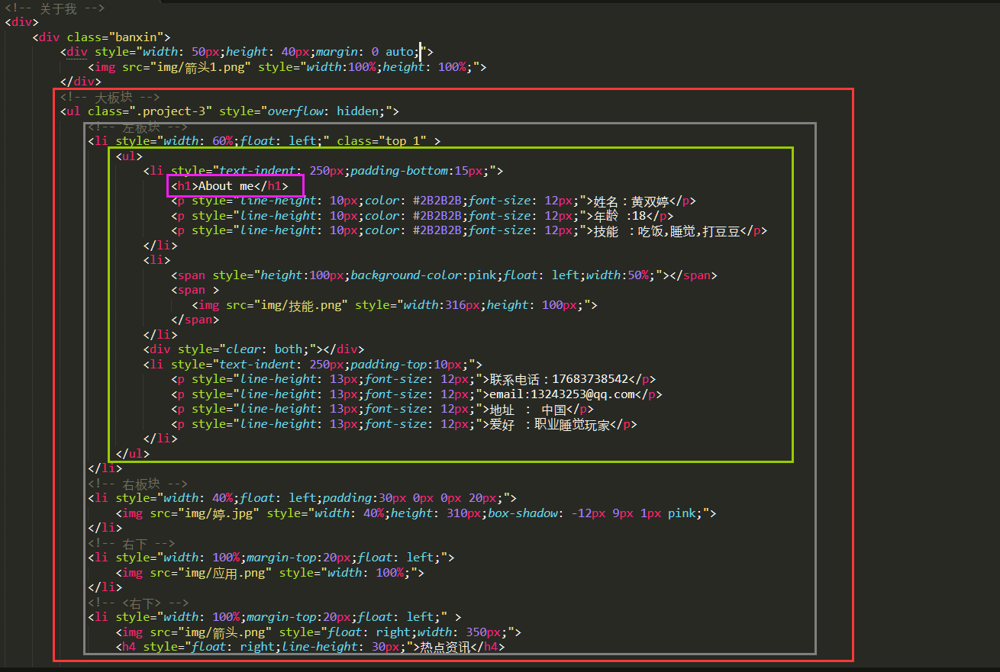 <!-- 关于我 -->
<div>
<div class="banxin">
<div style="width: 50px;height: 40px;margin: 0 auto;">
<img src="img/箭头1.png" style="width:100%;height: 100%;">
</div>
<!-- 大板块 -->
<ul class=".project-3" style="overflow: hidden;">
<!-- 左板块 -->
<li style="width: 60%;float: left;" class="top 1" >
<ul>
<li style="text-indent: 250px;padding-bottom:15px;">
<h1>About me</h1>
<p style="line-height: 10px;color: #2B2B2B;font-size: 12px;">姓名：黄双婷</p>
<p style="line-height: 10px;color: #2B2B2B;font-size: 12px;">年龄 :18</p>
<p style="line-height: 10px;color: #2B2B2B;font-size: 12px;">技能 ：吃饭,睡觉,打豆豆</p>
</li>
<li>
<span style="height:100px;background-color:pink;float: left;width:50%;"></span>
<span >
<img src="img/技能.png" style="width:316px;height: 100px;">
</span>
</li>
<div style="clear: both;"></div>
<li style="text-indent: 250px;padding-top:10px;">
<p style="line-height: 13px;font-size: 12px;">联系电话：17683738542</p>
<p style="line-height: 13px;font-size: 12px;">email:13243253@qq.com</p>
<p style="line-height: 13px;font-size: 12px;">地址 ： 中国</p>
<p style="line-height: 13px;font-size: 12px;">爱好 ：职业睡觉玩家</p>
</li>
</ul>
</li>
<!-- 右板块 -->
<li style="width: 40%;float: left;padding:30px 0px 0px 20px;">
<img src="img/婷.jpg" style="width: 40%;height: 310px;box-shadow: -12px 9px 1px pink;">
</li>
<!-- 右下 -->
<li style="width: 100%;margin-top:20px;float: left;">
<img src="img/应用.png" style="width: 100%;">
</li>
<!-- <右下> -->
<li style="width: 100%;margin-top:20px;float: left;" >
<img src="img/箭头.png" style="float: right;width: 350px;">
<h4 style="float: right;line-height: 30px;">热点资讯</h4>